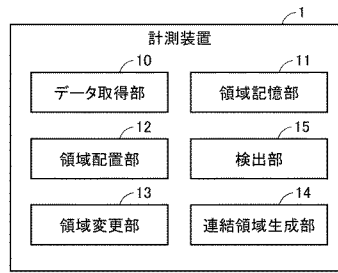 1
計測装置
10
データ取得部
11
領域記憶部
12
領域配置部
15
検出部
13
領域変更部
14
連結領域生成部